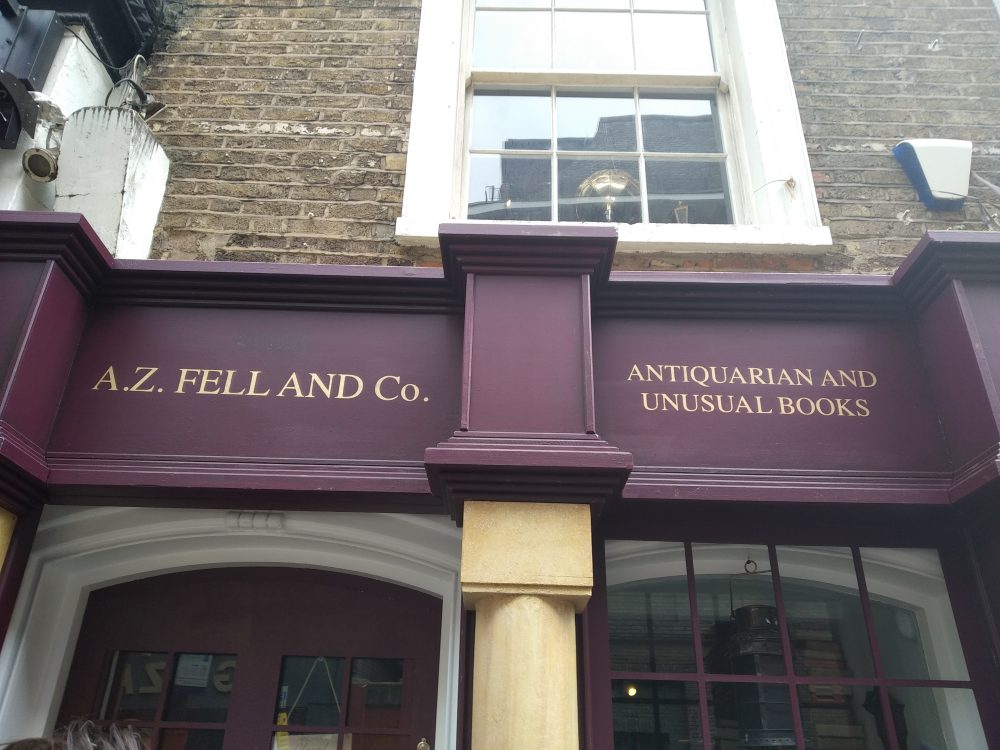 A.Z. FELL AND Co.
ANTIQUARIAN AND
UNUSUAL BOOKS